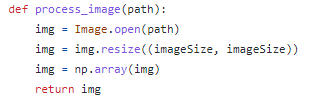 def process_image(path):
    img = Image.open(path)
    img = img.resize((imageSize, imageSize))
    img = np.array(img)
    return img